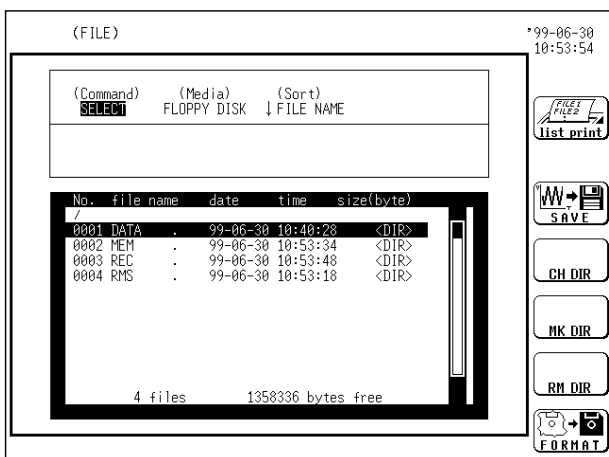 (FILE) '99-06-30
10:53:54
(Command) (Media) (Sort)
SELECT FLOPPY DISK ↓FILE NAME
FILE1
FILE2
list print
No. file name date time size(byte)
/
0001 DATA . 99-06-30 10:40:28 <DIR>
0002 MEM . 99-06-30 10:53:34 <DIR>
0003 REC . 99-06-30 10:53:48 <DIR>
0004 RMS . 99-06-30 10:53:18 <DIR>
4 files 1358336 bytes free
SAVE
CH DIR
MK DIR
RM DIR
FORMAT